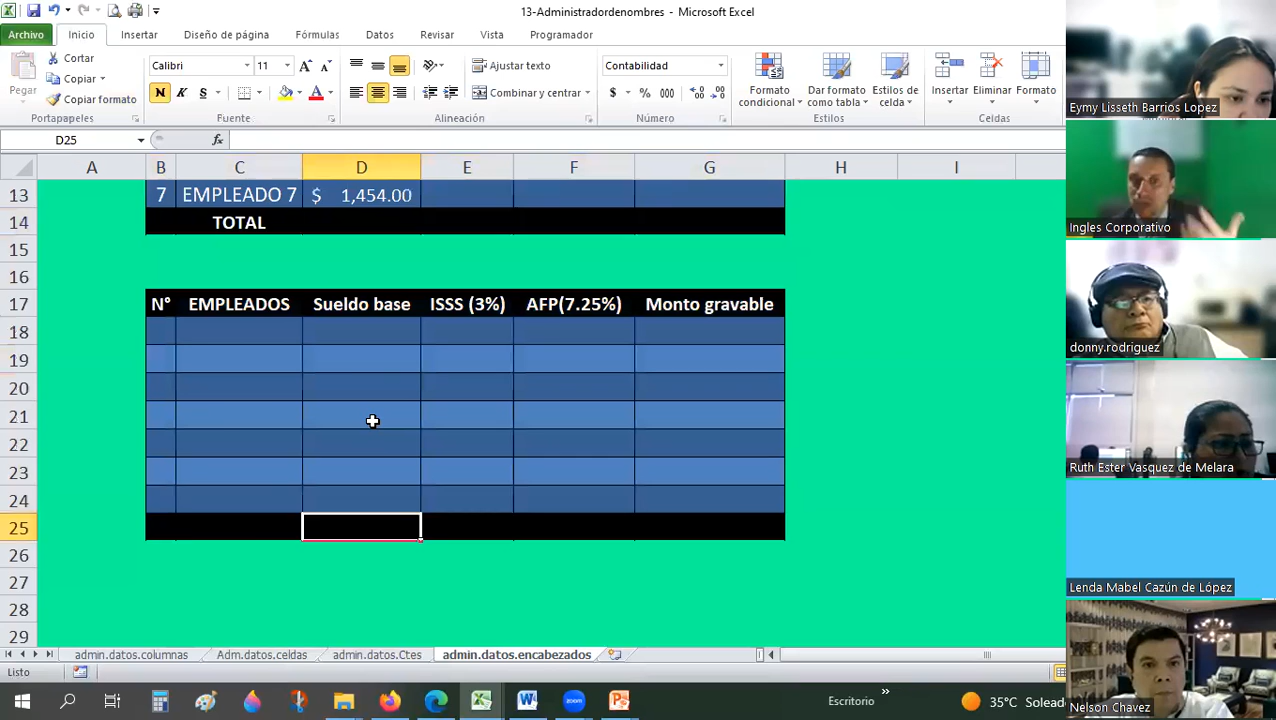 13-Administradordenombres - Microsoft Excel
Archivo Inicio Insertar Diseño de página Fórmulas Datos Revisar Vista Programador
Pegar
Cortar
Copiar
Copiar formato
Portapapeles
Calibri 11
N K S
Fuente
Ajustar texto
Combinar y centrar
Alineación
Contabilidad
$ % 000
Número
Formato condicional
Dar formato como tabla
Estilos de celda
Estilos
Insertar
Eliminar
Formato
Celdas
D25 fx
A B C D E F G H I
13 7 EMPLEADO 7 $ 1,454.00
14 TOTAL
15
16
17 N° EMPLEADOS Sueldo base ISSS (3%) AFP(7.25%) Monto gravable
18
19
20
21
22
23
24
25
26
27
28
29
admin.datos.columnas Adm.datos.celdas admin.datos.Ctes admin.datos.encabezados
Listo
Escritorio » 35°C Soleado
Eymy Lisseth Barrios Lopez
Ingles Corporativo
donny.rodriguez
Ruth Ester Vasquez de Melara
Lenda Mabel Cazún de López
Nelson Chavez